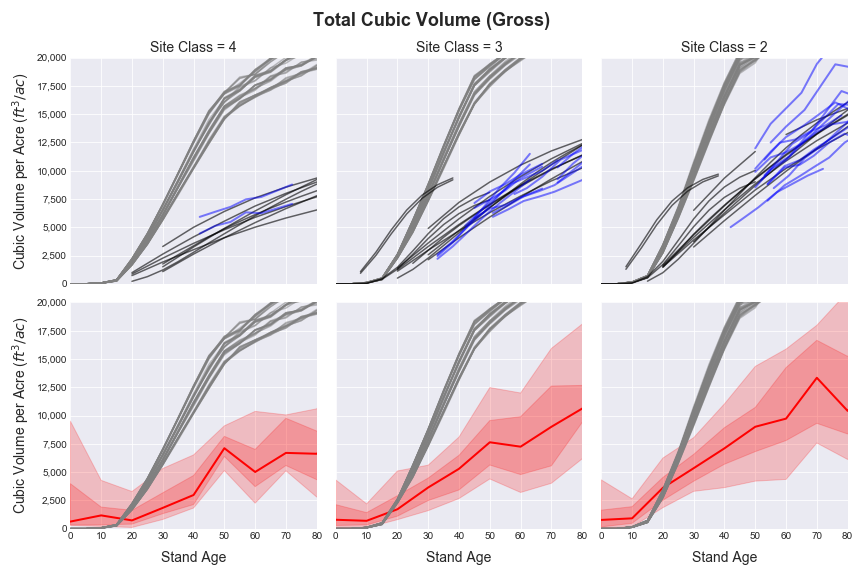 Total Cubic Volume (Gross)
Site Class = 4
Site Class = 3
Site Class = 2
Cubic Volume per Acre (ft³/ac)
20,000
17,500
15,000
12,500
10,000
7,500
5,000
2,500
0
Cubic Volume per Acre (ft³/ac)
20,000
17,500
15,000
12,500
10,000
7,500
5,000
2,500
0
0 10 20 30 40 50 60 70 80
0 10 20 30 40 50 60 70 80
0 10 20 30 40 50 60 70 80
Stand Age
Stand Age
Stand Age